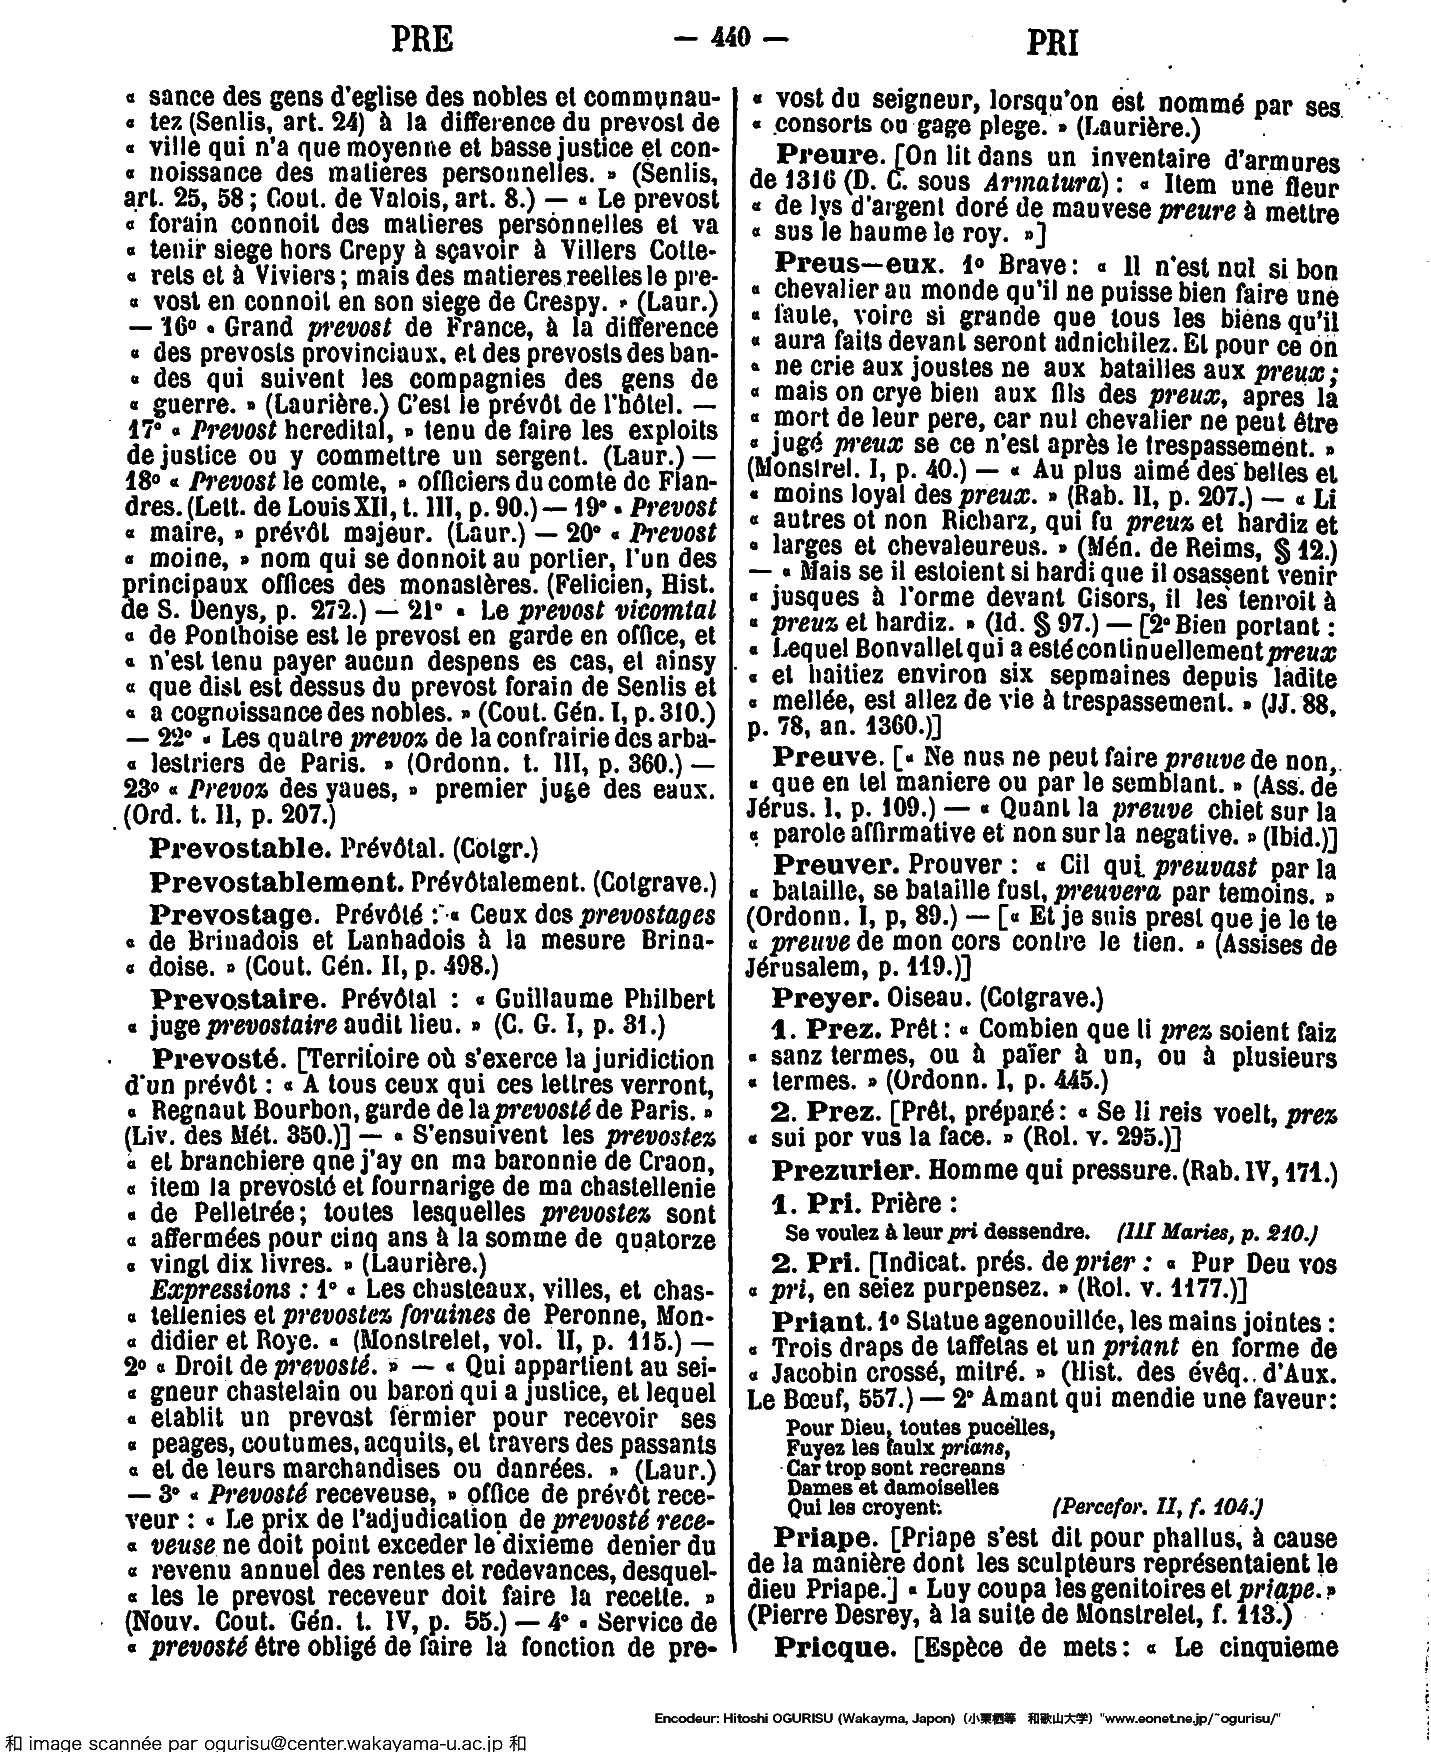 PRE — 440 — PRI
« sance des gens d'eglise des nobles et communau-
« tez (Senlis, art. 24) à la difference du prevost de
« ville qui n'a que moyenne et basse justice et con-
« noissance des matieres personnelles. » (Senlis,
art. 25, 58 ; Cout. de Valois, art. 8.) — « Le prevost
« forain connoit des matieres personnelles et va
« tenir siege hors Crepy à sçavoir à Villers Cotte-
« rets et à Viviers ; mais des matieres reelles le pre-
« vost en connoit en son siege de Crespy. » (Laur.)
— 16° « Grand prevost de France, à la difference
« des prevosts provinciaux, et des prevosts des ban-
« des qui suivent les compagnies des gens de
« guerre. » (Laurière.) C'est le prévôt de l'hôtel. —
17° « Prevost heredital, » tenu de faire les exploits
de justice ou y commettre un sergent. (Laur.) —
18° « Prevost le comte, » officiers du comte de Flan-
dres. (Lett. de Louis XII, t. III, p. 90.) — 19° « Prevost
« maire, » prévôt majeur. (Laur.) — 20° « Prevost
« moine, » nom qui se donnoit au portier, l'un des
principaux offices des monastères. (Felicien, Hist.
de S. Denys, p. 272.) — 21° « Le prevost vicomtal
« de Ponthoise est le prevost en garde en office, et
« n'est tenu payer aucun despens es cas, et ainsy
« que dist est dessus du prevost forain de Senlis et
« a cognoissance des nobles. » (Cout. Gén. I, p. 310.)
— 22° « Les quatre prevoz de la confrairie des arba-
« lestriers de Paris. » (Ordonn. t. III, p. 360.) —
23° « Prevoz des yaues, » premier juge des eaux.
(Ord. t. II, p. 207.)
Prevostable. Prévôtal. (Cotgr.)
Prevostablement. Prévôtalement. (Cotgrave.)
Prevostage. Prévôté : « Ceux des prevostages
« de Brinadois et Lanhadois à la mesure Brina-
« doise. » (Cout. Gén. II, p. 498.)
Prevostaire. Prévôtal : « Guillaume Philbert
« juge prevostaire audit lieu. » (C. G. I, p. 31.)
Prevosté. [Territoire où s'exerce la juridiction
d'un prévôt : « A tous ceux qui ces lettres verront,
« Regnaut Bourbon, garde de la prevosté de Paris. »
(Liv. des Mét. 350.)] — « S'ensuivent les prevostez
« et branchiere que j'ay en ma baronnie de Craon,
« item la prevosté et fournarige de ma chastellenie
« de Pelletrée ; toutes lesquelles prevostez sont
« affermées pour cinq ans à la somme de quatorze
« vingt dix livres. » (Laurière.)
Expressions : 1° « Les chasteaux, villes, et chas-
« tellenies et prevostez foraines de Peronne, Mon-
« didier et Roye. « (Monstrelet, vol. II, p. 115.) —
2° « Droit de prevosté. » — « Qui appartient au sei-
« gneur chastelain ou baron qui a justice, et lequel
« etablit un prevost fermier pour recevoir ses
« peages, coutumes, acquits, et travers des passants
« et de leurs marchandises ou danrées. » (Laur.)
— 3° « Prevosté receveuse, » office de prévôt rece-
veur : « Le prix de l'adjudication de prevosté rece-
« veuse ne doit point exceder le dixieme denier du
« revenu annuel des rentes et redevances, desquel-
« les le prevost receveur doit faire la recette. »
(Nouv. Cout. Gén. t. IV, p. 55.) — 4° « Service de
« prevosté être obligé de faire la fonction de pre-
« vost du seigneur, lorsqu'on est nommé par ses
« consorts ou gage plege. » (Laurière.)
Preure. [On lit dans un inventaire d'armures
de 1316 (D. C. sous Armatura) : « Item une fleur
« de lys d'argent doré de mauvese preure à mettre
« sus le haume le roy. »]
Preus—eux. 1° Brave : « Il n'est nul si bon
« chevalier au monde qu'il ne puisse bien faire une
« faute, voire si grande que tous les biens qu'il
« aura faits devant seront adnichilez. Et pour ce on
« ne crie aux joustes ne aux batailles aux preux ;
« mais on crye bien aux fils des preux, apres la
« mort de leur pere, car nul chevalier ne peut être
« jugé preux se ce n'est après le trespassement. »
(Monstrel. I, p. 40.) — « Au plus aimé des belles et
« moins loyal des preux. » (Rab. II, p. 207.) — « Li
« autres ot non Richarz, qui fu preuz et hardiz et
« larges et chevaleureus. » (Mén. de Reims, § 12.)
— « Mais se il estoient si hardi que il osassent venir
« jusques à l'orme devant Gisors, il les tenroit à
« preuz et hardiz. » (Id. § 97.) — [2° Bien portant :
« Lequel Bonvallet qui a esté continuellement preux
« et haitiez environ six sepmaines depuis ladite
« mellée, est allez de vie à trespassement. » (JJ. 88,
p. 78, an. 1360.)]
Preuve. [« Ne nus ne peut faire preuve de non,
« que en tel maniere ou par le semblant. » (Ass. de
Jérus. I, p. 109.) — « Quant la preuve chiet sur la
« parole affirmative et non sur la negative. » (Ibid.)]
Preuver. Prouver : « Cil qui preuvast par la
« bataille, se bataille fust, preuvera par temoins. »
(Ordonn. I, p, 89.) — [« Et je suis prest que je le te
« preuve de mon cors contre le tien. » (Assises de
Jérusalem, p. 119.)]
Preyer. Oiseau. (Cotgrave.)
1. Prez. Prêt : « Combien que li prez soient faiz
« sanz termes, ou à païer à un, ou à plusieurs
« termes. » (Ordonn. I, p. 445.)
2. Prez. [Prêt, préparé : « Se li reis voelt, prez
« sui por vus la face. » (Rol. v. 295.)]
Prezurier. Homme qui pressure. (Rab. IV, 171.)
1. Pri. Prière :
Se voulez à leur pri dessendre. (III Maries, p. 210.)
2. Pri. [Indicat. prés. de prier : « Pur Deu vos
« pri, en seiez purpensez. » (Rol. v. 1177.)]
Priant. 1° Statue agenouillée, les mains jointes :
« Trois draps de taffetas et un priant en forme de
« Jacobin crossé, mitré. » (Hist. des évêq. d'Aux.
Le Bœuf, 557.) — 2° Amant qui mendie une faveur :
Pour Dieu, toutes pucelles,
Fuyez les faulx prians,
Car trop sont recreans
Dames et damoiselles
Qui les croyent. (Percefor. II, f. 104.)
Priape. [Priape s'est dit pour phallus, à cause
de la manière dont les sculpteurs représentaient le
dieu Priape.] « Luy coupa les genitoires et priape. »
(Pierre Desrey, à la suite de Monstrelet, f. 113.)
Pricque. [Espèce de mets : « Le cinquieme
Encodeur: Hitoshi OGURISU (Wakayma, Japon) (小栗栖等 和歌山大学) "www.eonet.ne.jp/~ogurisu/"
和 image scannée par ogurisu@center.wakayama-u.ac.jp 和